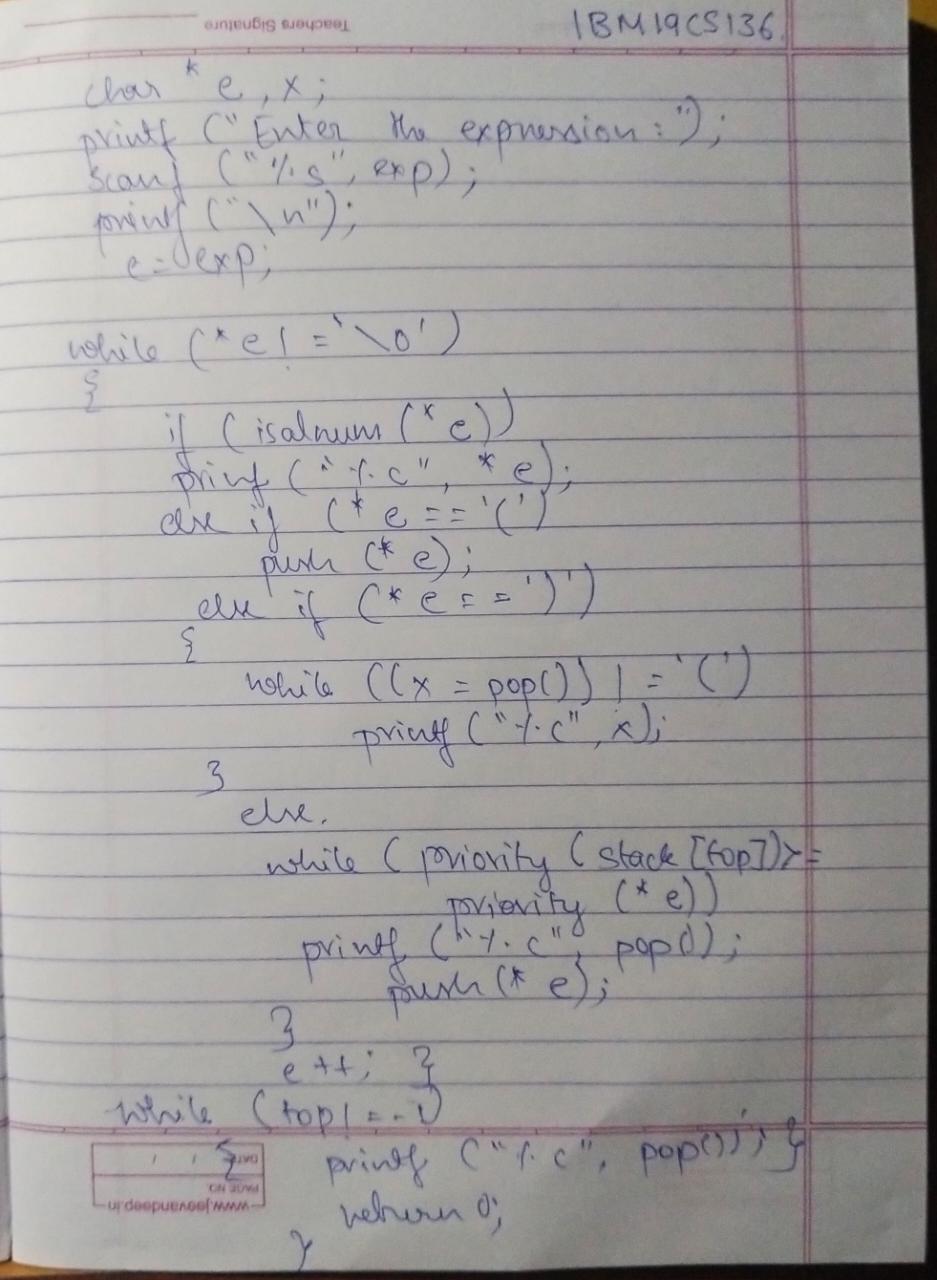 Teachers Signature
1BM19CS136
char * e, x;
printf ("Enter the expression:");
scanf ("%s", exp);
printf ("\n");
e = exp;
while (*e != '\0')
{
if (isalnum (*e))
printf ("%c", *e);
else if (*e == '(')
push (*e);
else if (*e == ')')
{
while ((x = pop()) != '(')
printf ("%c", x);
}
else.
while (priority (stack [top]) >=
priority (*e))
printf ("%c", pop());
push (*e);
}
e++; }
while (top != -1)
{ printf ("%c", pop()); }
return 0;
}
DATE
PAGE NO.
www.jeevandeep.in